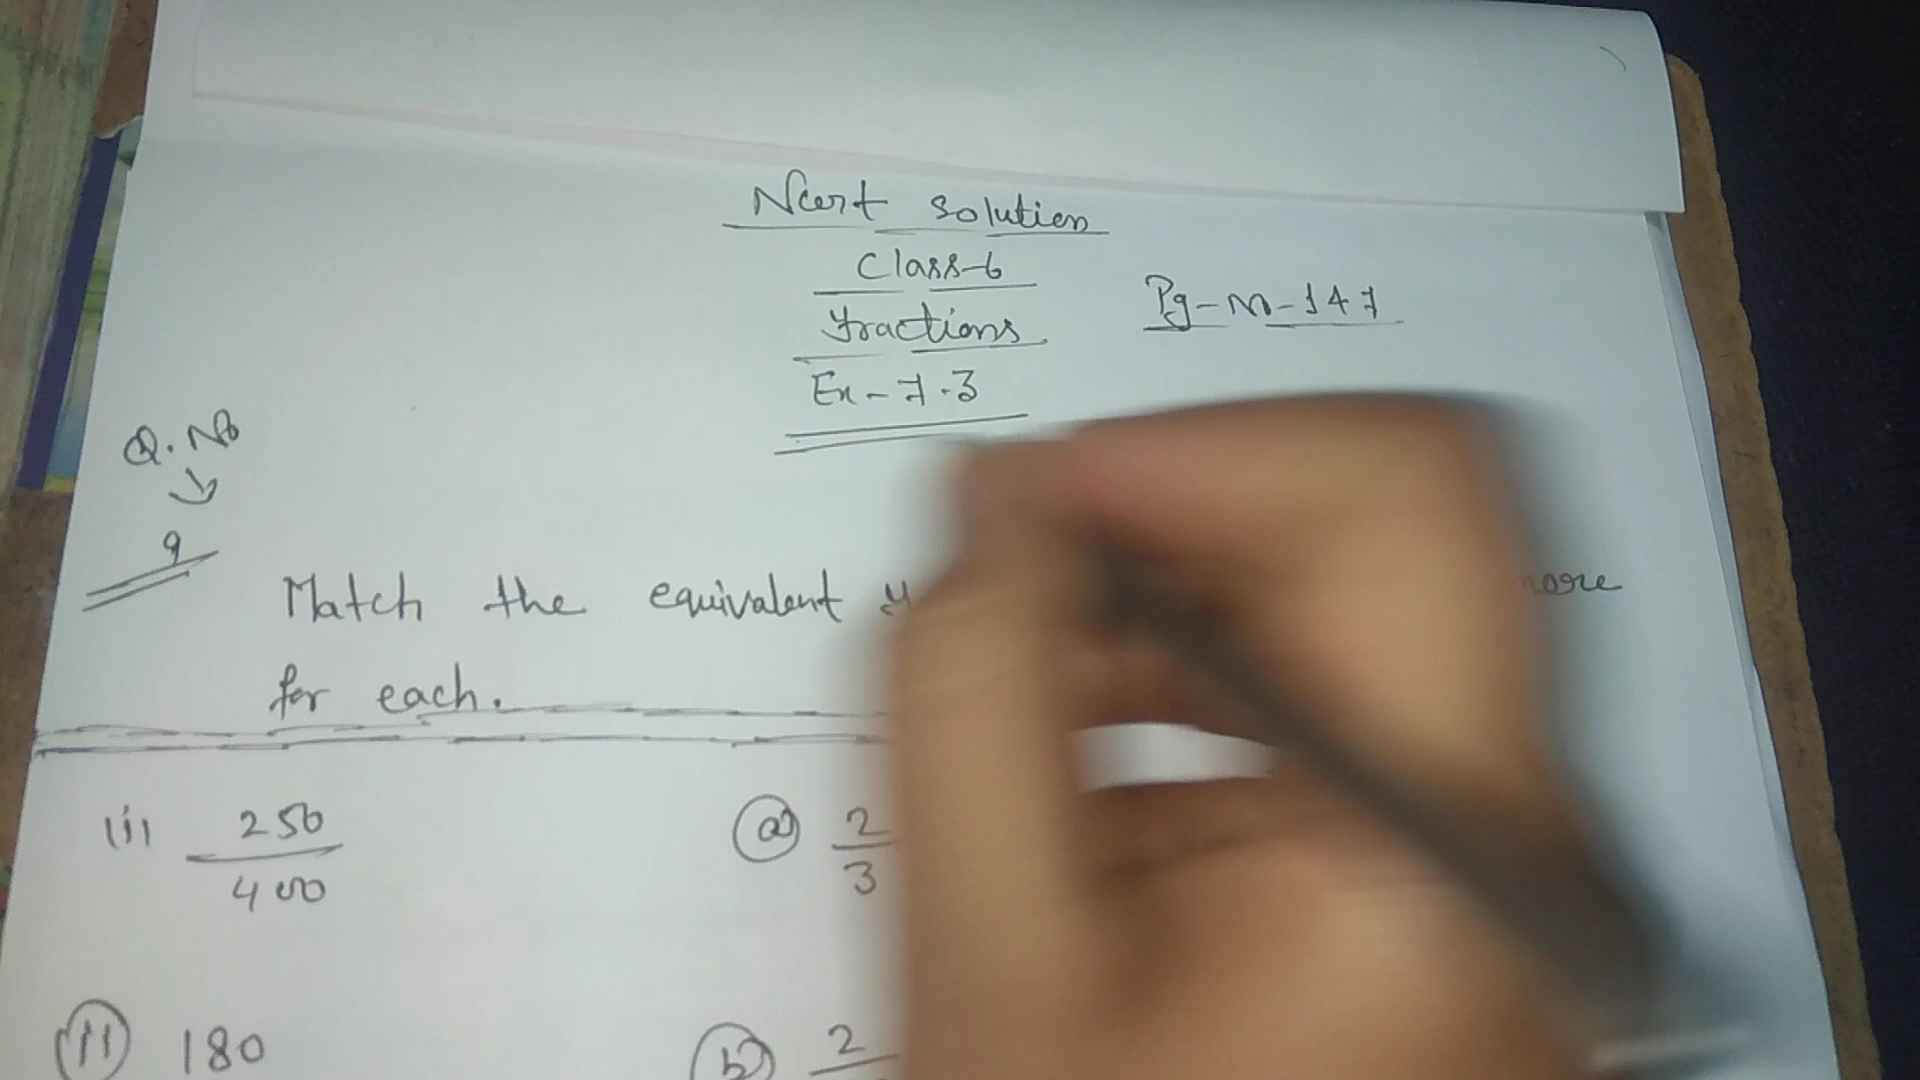 Ncert solution
Class-6
Fractions
Pg-No-147
Ex-7.3
Q. No
9
Match the equivalent more
for each.
(i) 250/400
(a) 2/3
(ii) 180
(b) 2